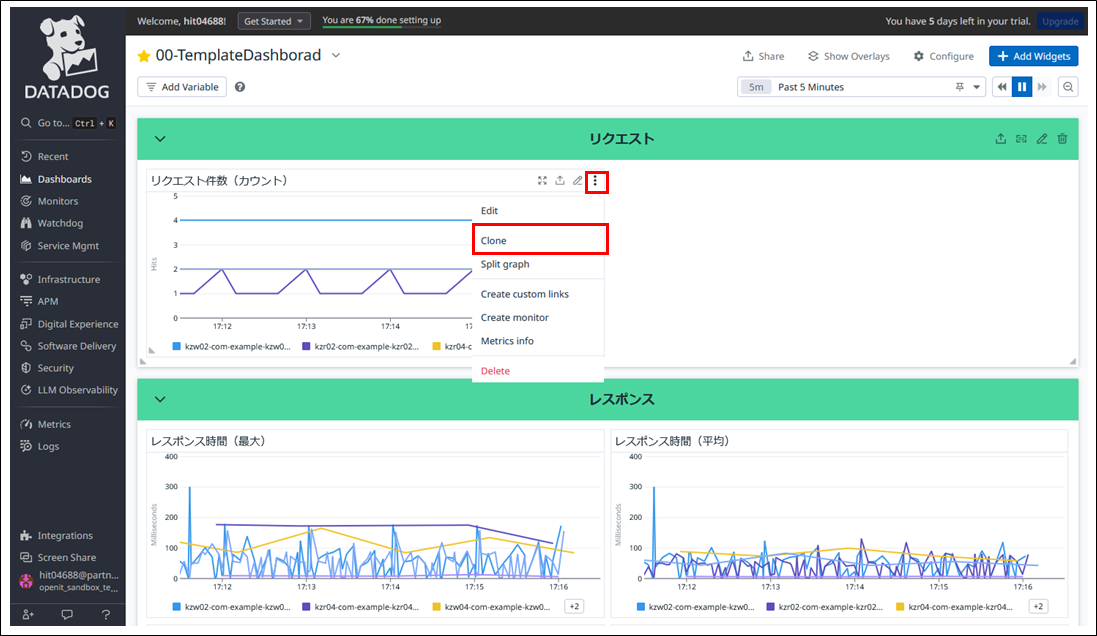 Welcome, hit04688!
Get Started
You are 67% done setting up
You have 5 days left in your trial.
Upgrade
DATADOG
Go to... Ctrl + K
Recent
Dashboards
Monitors
Watchdog
Service Mgmt
Infrastructure
APM
Digital Experience
Software Delivery
Security
LLM Observability
Metrics
Logs
Integrations
Screen Share
hit04688@partn...
openit_sandbox_te...
00-TemplateDashborad
Share
Show Overlays
Configure
Add Widgets
Add Variable
5m Past 5 Minutes
リクエスト
リクエスト件数（カウント）
Hits
5
4
3
2
1
0
17:12 17:13 17:14 17
kzw02-com-example-kzw0... kzr02-com-example-kzr02... kzr04-c
Edit
Clone
Split graph
Create custom links
Create monitor
Metrics info
Delete
レスポンス
レスポンス時間（最大）
Milliseconds
400
300
200
100
0
17:12 17:13 17:14 17:15 17:16
kzw02-com-example-kzw0... kzr04-com-example-kzr04... kzw04-com-example-kzw0... +2
レスポンス時間（平均）
Milliseconds
400
300
200
100
0
17:12 17:13 17:14 17:15 17:16
kzw02-com-example-kzw0... kzr02-com-example-kzr02... kzr04-com-example-kzr04... +2